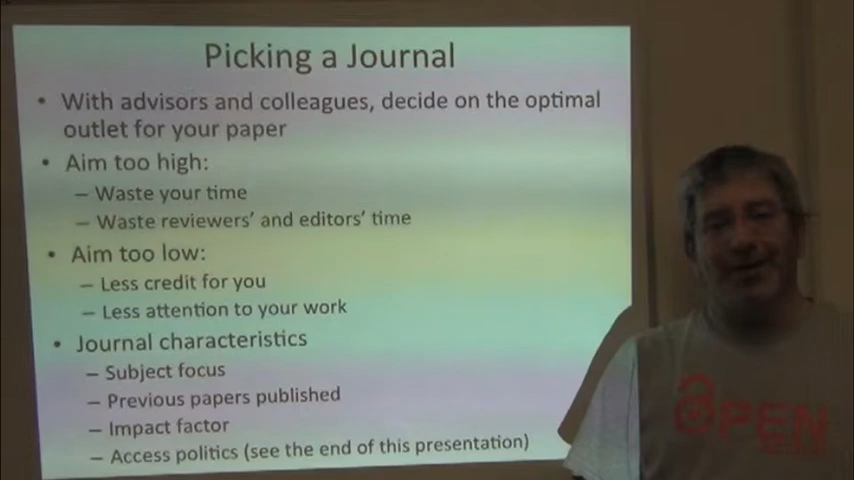 Picking a Journal
• With advisors and colleagues, decide on the optimal
outlet for your paper
• Aim too high:
– Waste your time
– Waste reviewers' and editors' time
• Aim too low:
– Less credit for you
– Less attention to your work
• Journal characteristics
– Subject focus
– Previous papers published
– Impact factor
– Access politics (see the end of this presentation)
OPEN